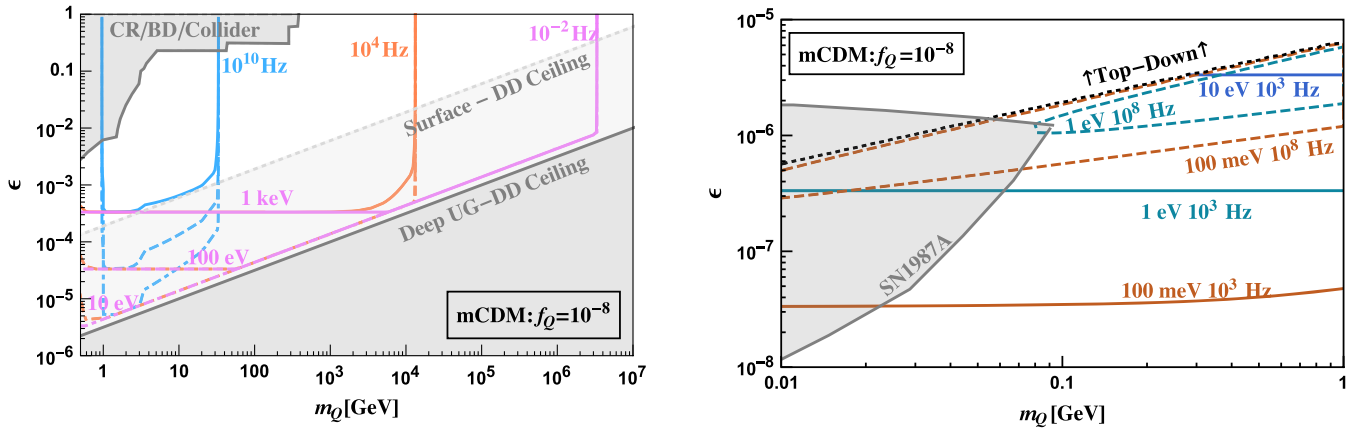 1
0.1
10⁻²
10⁻³
10⁻⁴
10⁻⁵
10⁻⁶
ϵ
CR/BD/Collider
10¹⁰Hz
10⁴Hz
10⁻²Hz
Surface - DD Ceiling
1 keV
Deep UG-DD Ceiling
100 eV
10 eV
mCDM: f_Q=10⁻⁸
1 10 100 10³ 10⁴ 10⁵ 10⁶ 10⁷
m_Q[GeV]
10⁻⁵
10⁻⁶
10⁻⁷
10⁻⁸
ϵ
mCDM: f_Q=10⁻⁸
↑Top-Down↑
10 eV 10³ Hz
1 eV 10⁸ Hz
100 meV 10⁸ Hz
1 eV 10³ Hz
SN1987A
100 meV 10³ Hz
0.01 0.1 1
m_Q[GeV]